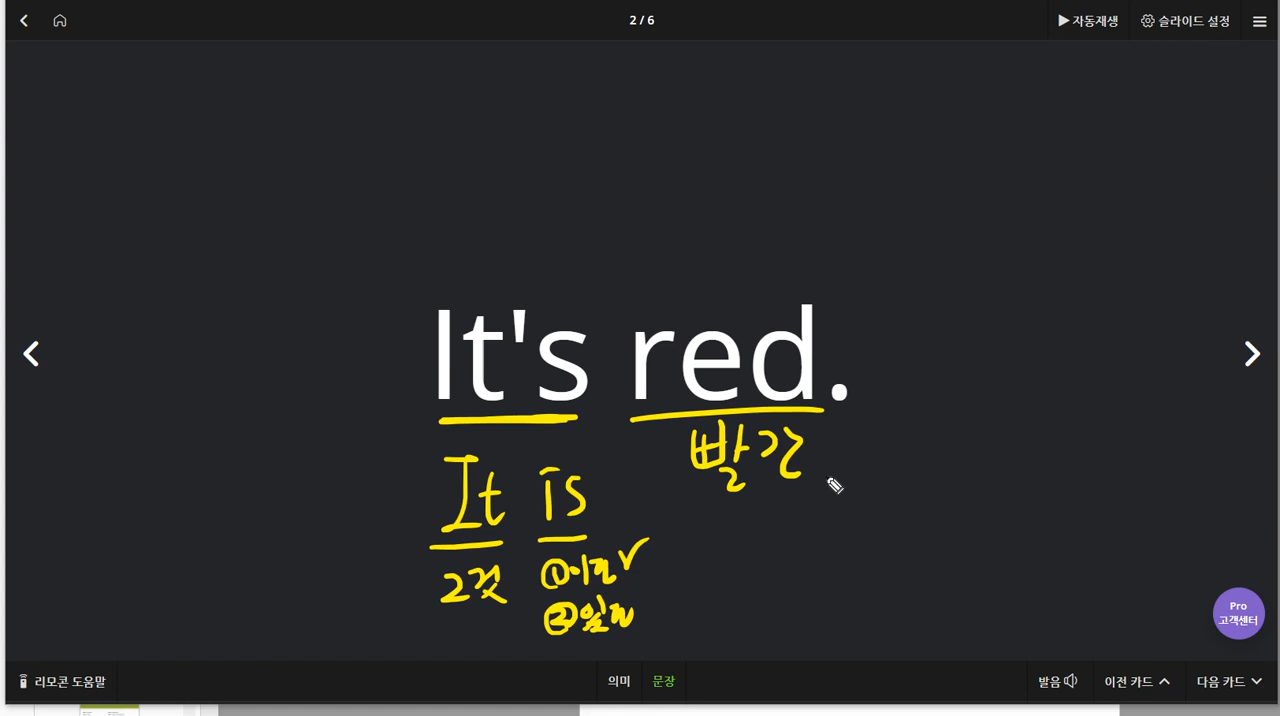 2 / 6
자동재생
슬라이드 설정
It's red.
빨간
It is
그것
①~이다
②있다
Pro
고객센터
리모콘 도움말
의미
문장
발음
이전 카드
다음 카드